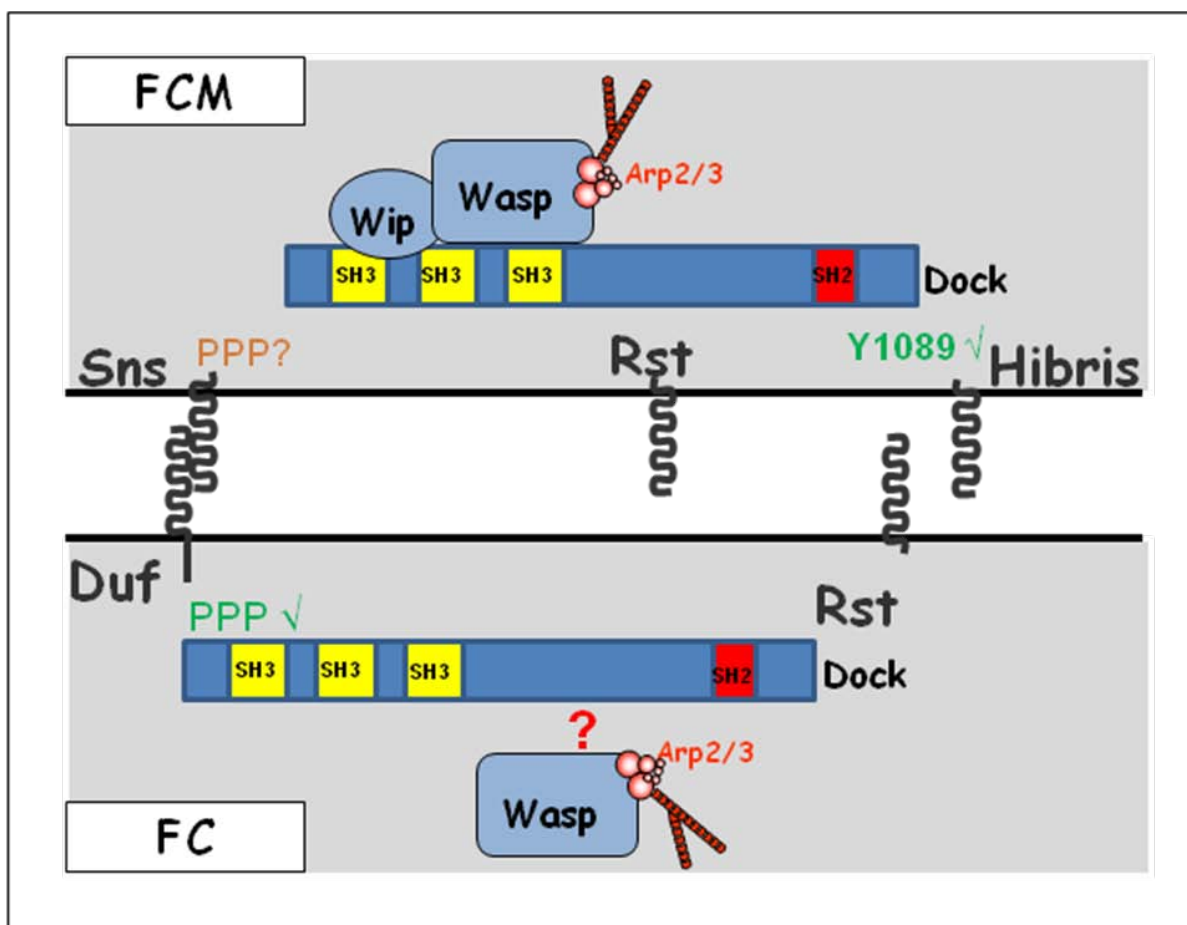 FCM
Arp2/3
Wasp
Wip
SH3 SH3 SH3 SH2 Dock
Sns PPP? Rst Y1089 √ Hibris
Duf
PPP √
Rst
SH3 SH3 SH3 SH2 Dock
?
Arp2/3
Wasp
FC